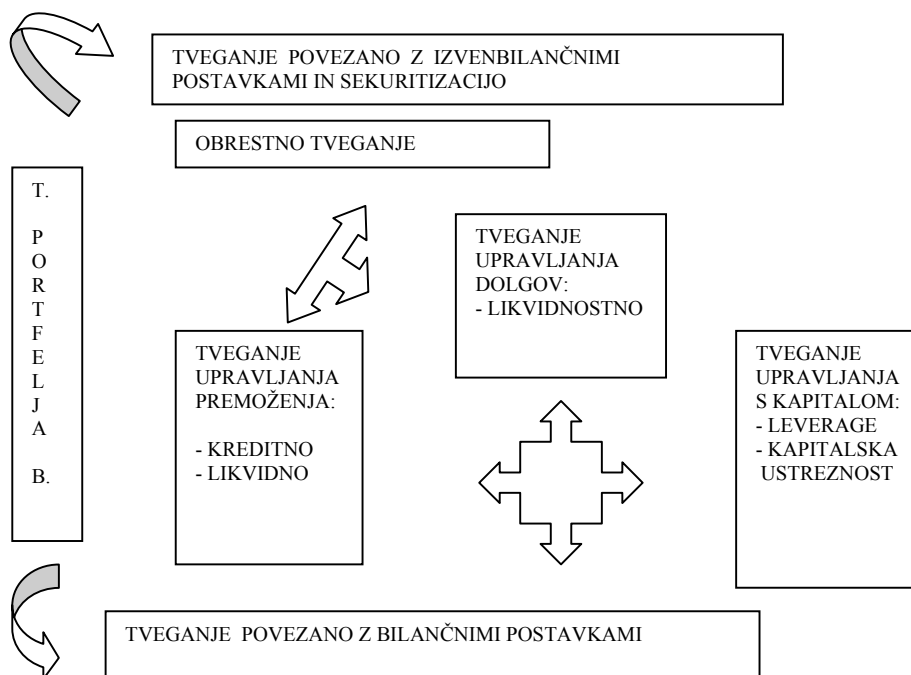 TVEGANJE POVEZANO Z IZVENBILANČNIMI
POSTAVKAMI IN SEKURITIZACIJO
OBRESTNO TVEGANJE
T.
P
O
R
T
F
E
L
J
A
B.
TVEGANJE
UPRAVLJANJA
DOLGOV:
- LIKVIDNOSTNO
TVEGANJE
UPRAVLJANJA
PREMOŽENJA:
- KREDITNO
- LIKVIDNO
TVEGANJE
UPRAVLJANJA
S KAPITALOM:
- LEVERAGE
- KAPITALSKA
USTREZNOST
TVEGANJE POVEZANO Z BILANČNIMI POSTAVKAMI